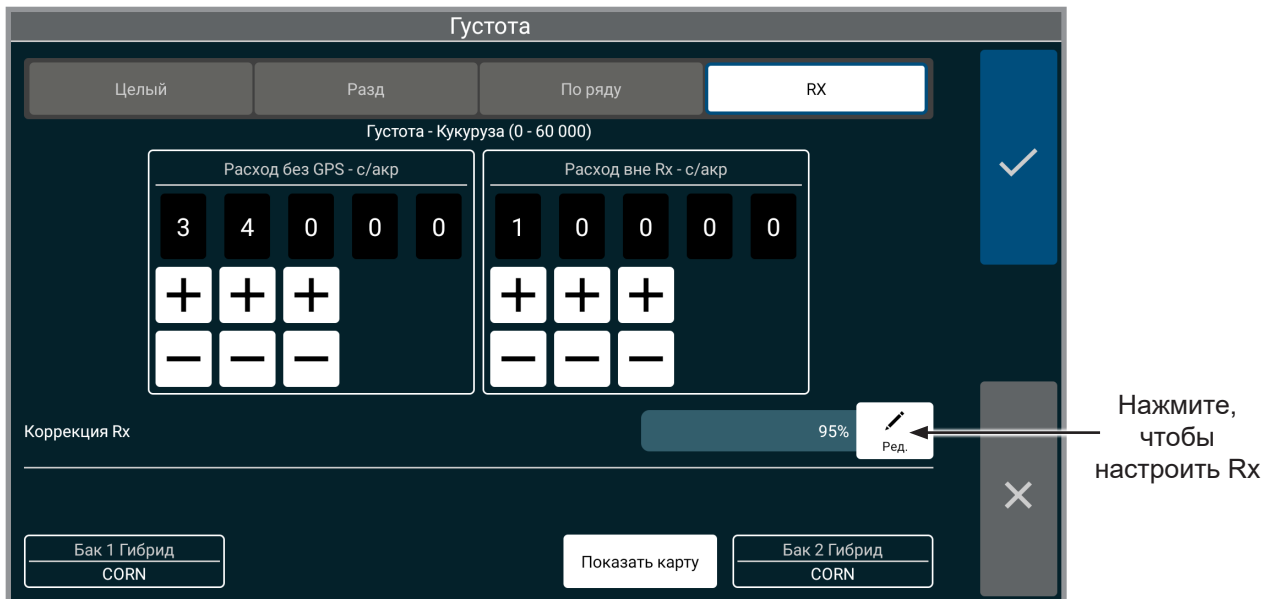 Густота
Целый
Разд
По ряду
RX
Густота - Кукуруза (0 - 60 000)
Расход без GPS - с/акр
Расход вне Rx - с/акр
3 4 0 0 0
1 0 0 0 0
Коррекция Rx
95%
Ред.
Нажмите,
чтобы
настроить Rx
Бак 1 Гибрид
CORN
Показать карту
Бак 2 Гибрид
CORN